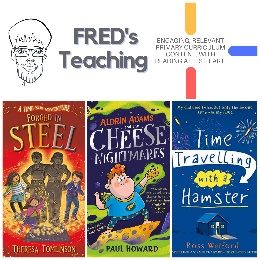 FRED's
Teaching
ENGAGING, RELEVANT
PRIMARY CURRICULUM
CONTENT, WITH
READING AT ITS HEART
A TIME-SLIP ADVENTURE
FORGED IN
STEEL
THERESA TOMLINSON
ALDRIN ADAMS
AND THE
CHEESE
NIGHTMARES
PAUL HOWARD
Time
Travelling
with a
Hamster
Ross Welford